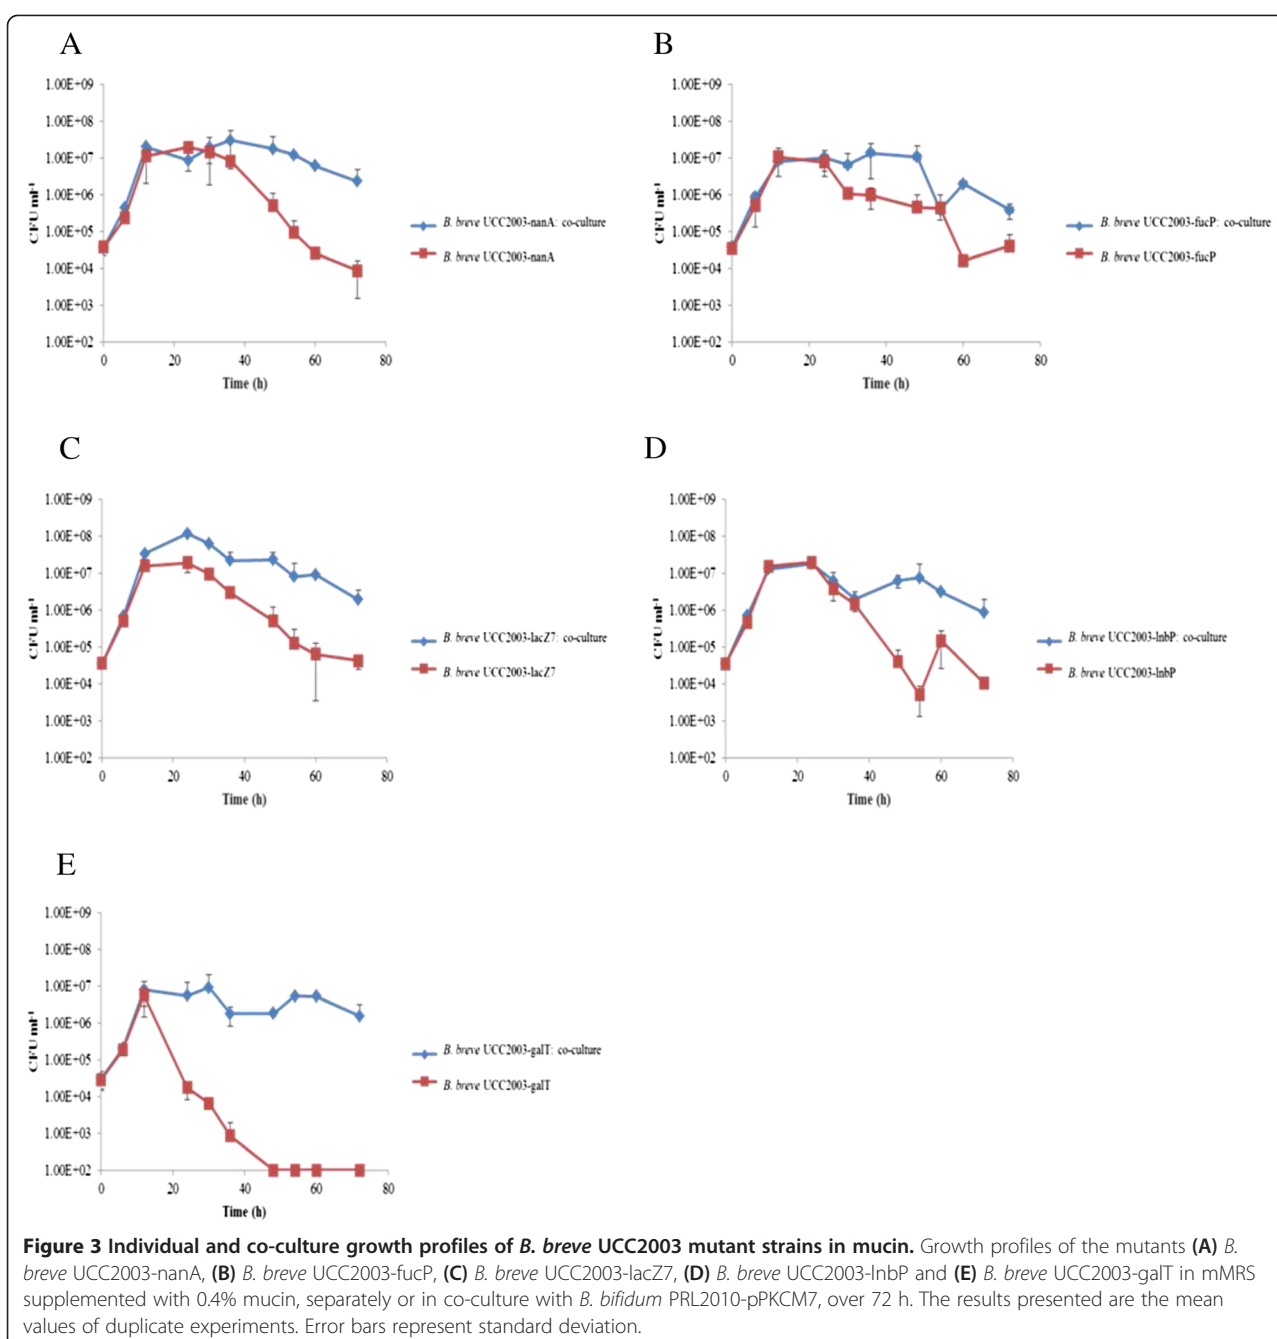 A
1.00E+09
1.00E+08
1.00E+07
1.00E+06
1.00E+05
1.00E+04
1.00E+03
1.00E+02
CFU ml⁻¹
0 20 40 60 80
Time (h)
B. breve UCC2003-nanA: co-culture
B. breve UCC2003-nanA
B
1.00E+09
1.00E+08
1.00E+07
1.00E+06
1.00E+05
1.00E+04
1.00E+03
1.00E+02
CFU ml⁻¹
0 20 40 60 80
Time (h)
B. breve UCC2003-fucP: co-culture
B. breve UCC2003-fucP
C
1.00E+09
1.00E+08
1.00E+07
1.00E+06
1.00E+05
1.00E+04
1.00E+03
1.00E+02
CFU ml⁻¹
0 20 40 60 80
Time (h)
B. breve UCC2003-lacZ7: co-culture
B. breve UCC2003-lacZ7
D
1.00E+09
1.00E+08
1.00E+07
1.00E+06
1.00E+05
1.00E+04
1.00E+03
1.00E+02
CFU ml⁻¹
0 20 40 60 80
Time (h)
B. breve UCC2003-lnbP: co-culture
B. breve UCC2003-lnbP
E
1.00E+09
1.00E+08
1.00E+07
1.00E+06
1.00E+05
1.00E+04
1.00E+03
1.00E+02
CFU ml⁻¹
0 20 40 60 80
Time (h)
B. breve UCC2003-galT: co-culture
B. breve UCC2003-galT
Figure 3 Individual and co-culture growth profiles of B. breve UCC2003 mutant strains in mucin. Growth profiles of the mutants (A) B.
breve UCC2003-nanA, (B) B. breve UCC2003-fucP, (C) B. breve UCC2003-lacZ7, (D) B. breve UCC2003-lnbP and (E) B. breve UCC2003-galT in mMRS
supplemented with 0.4% mucin, separately or in co-culture with B. bifidum PRL2010-pPKCM7, over 72 h. The results presented are the mean
values of duplicate experiments. Error bars represent standard deviation.